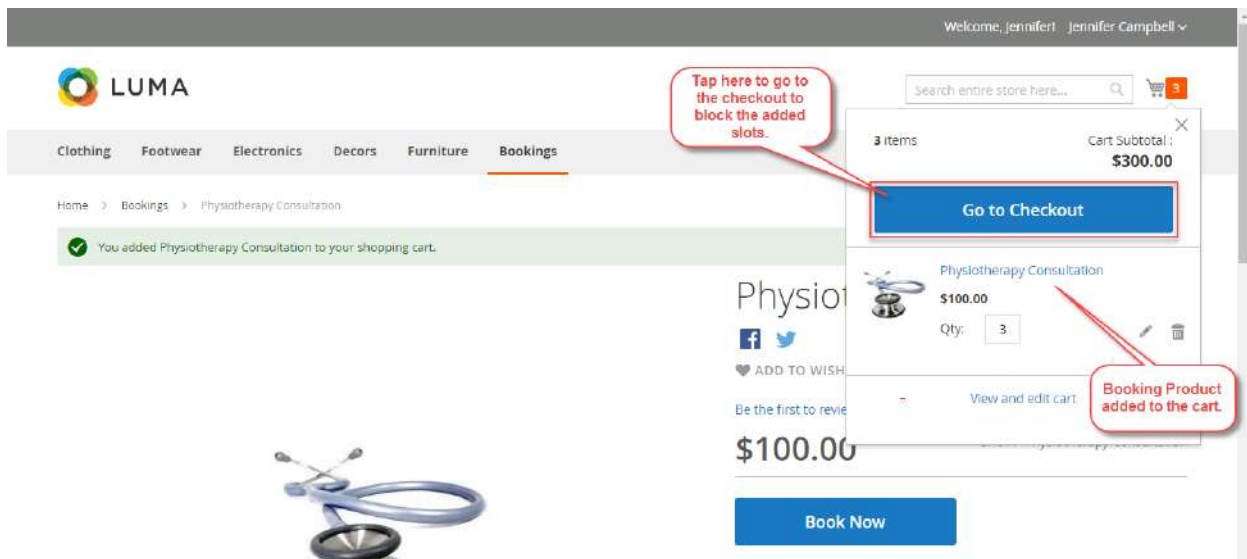 Welcome, Jennifer! Jennifer Campbell
LUMA
Tap here to go to
the checkout to
block the added
slots.
Search entire store here...
3
Clothing Footwear Electronics Decors Furniture Bookings
3 items
Cart Subtotal :
$300.00
Go to Checkout
Home > Bookings > Physiotherapy Consultation
You added Physiotherapy Consultation to your shopping cart.
Physiotherapy Consultation
$100.00
Qty: 3
Physiot
f
ADD TO WISH
Be the first to revie
View and edit cart
Booking Product
added to the cart.
$100.00
Book Now